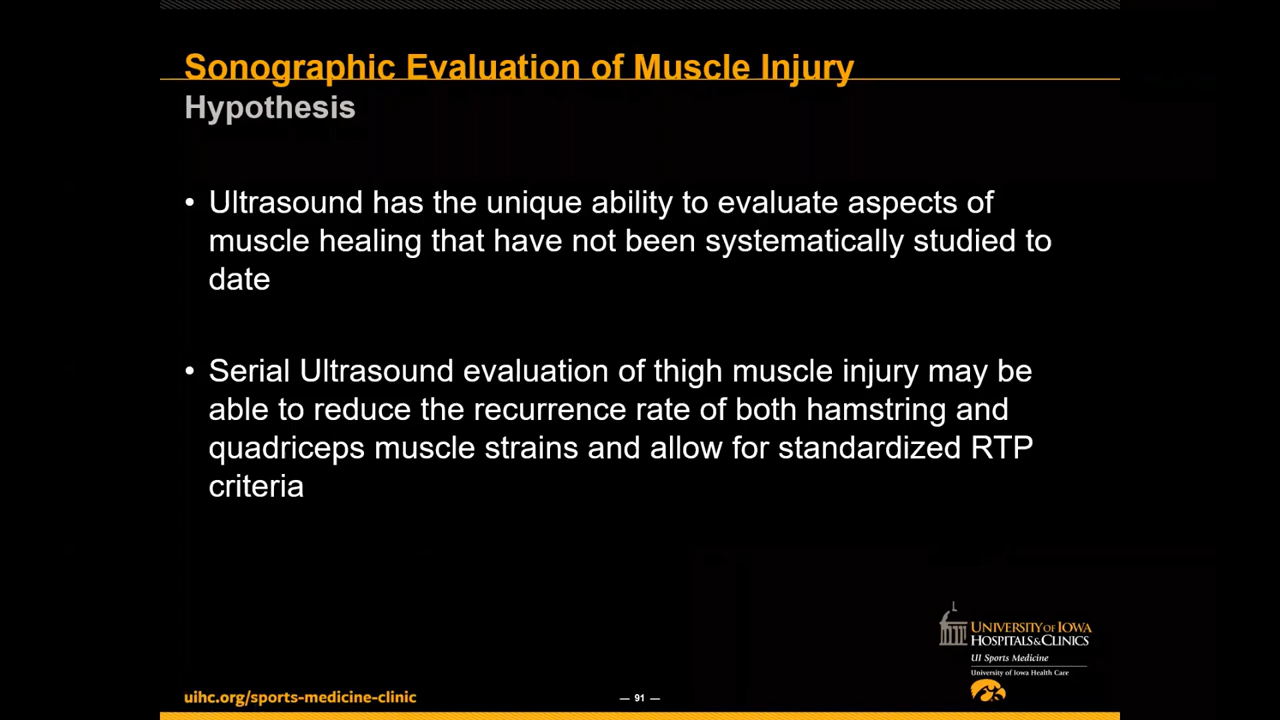 Sonographic Evaluation of Muscle Injury
Hypothesis
• Ultrasound has the unique ability to evaluate aspects of
muscle healing that have not been systematically studied to
date
• Serial Ultrasound evaluation of thigh muscle injury may be
able to reduce the recurrence rate of both hamstring and
quadriceps muscle strains and allow for standardized RTP
criteria
UNIVERSITY OF IOWA
HOSPITALS & CLINICS
UI Sports Medicine
University of Iowa Health Care
uihc.org/sports-medicine-clinic
— 91 —